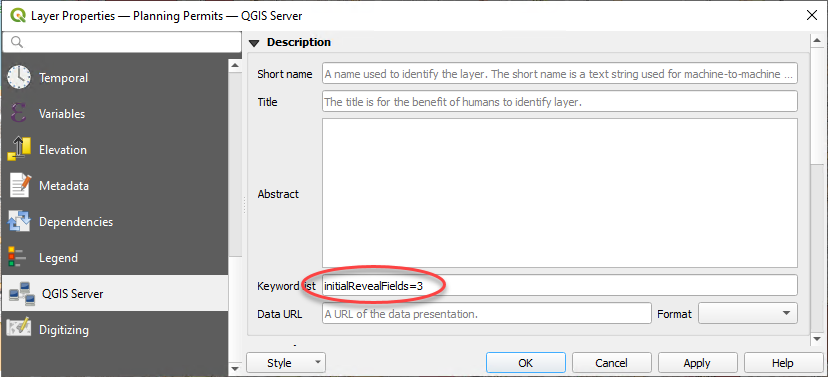 Layer Properties — Planning Permits — QGIS Server
Temporal
Variables
Elevation
Metadata
Dependencies
Legend
QGIS Server
Digitizing
Description
Short name
A name used to identify the layer. The short name is a text string used for machine-to-machine ...
Title
The title is for the benefit of humans to identify layer.
Abstract
Keyword list
initialRevealFields=3
Data URL
A URL of the data presentation.
Format
Style
OK
Cancel
Apply
Help